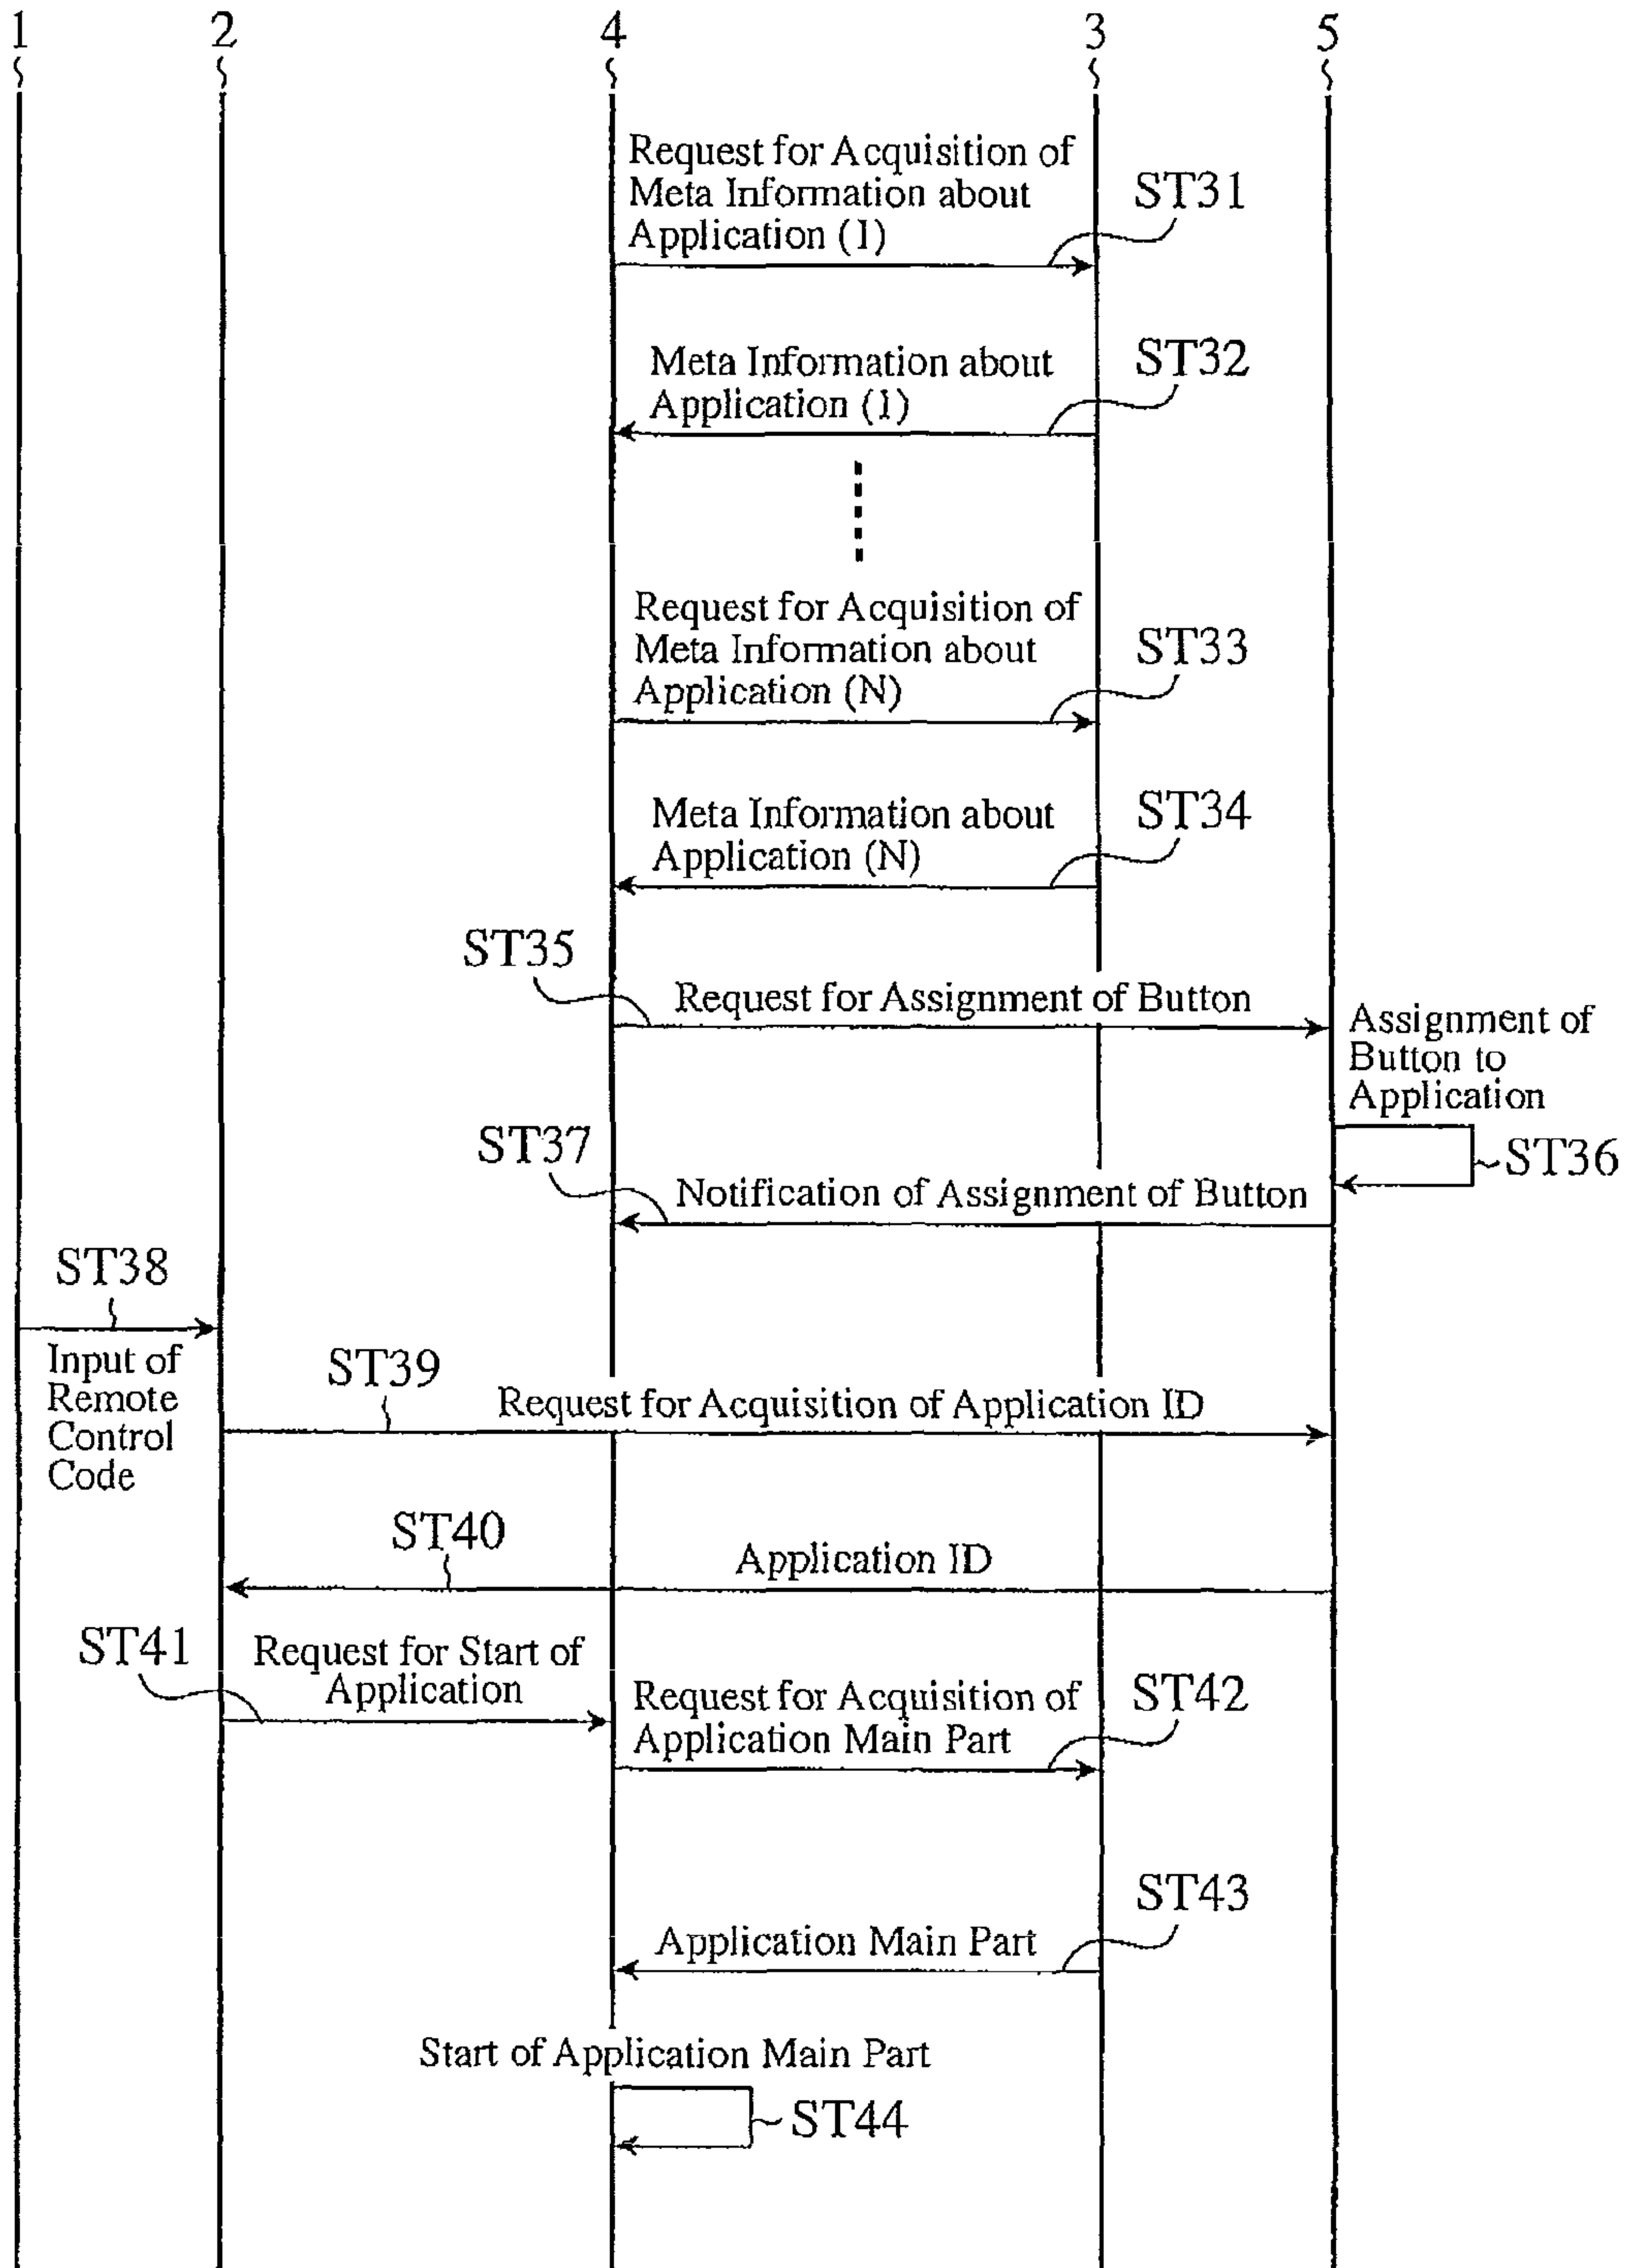 1 2 4 3 5
Request for Acquisition of
Meta Information about
Application (1)
ST31
Meta Information about
Application (1)
ST32
Request for Acquisition of
Meta Information about
Application (N)
ST33
Meta Information about
Application (N)
ST34
ST35
Request for Assignment of Button
Assignment of
Button to
Application
ST36
ST37
Notification of Assignment of Button
ST38
Input of
Remote
Control
Code
ST39
Request for Acquisition of Application ID
ST40
Application ID
ST41
Request for Start of
Application
Request for Acquisition of
Application Main Part
ST42
ST43
Application Main Part
Start of Application Main Part
ST44